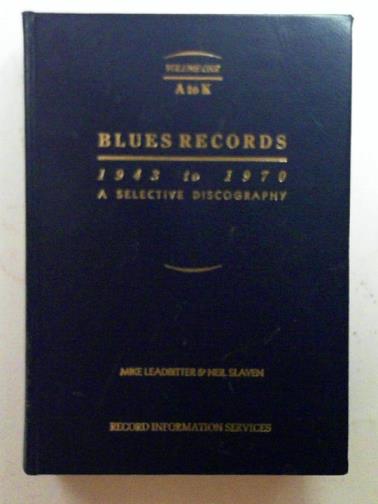 VOLUME ONE
A to K
BLUES RECORDS
1943 to 1970
A SELECTIVE DISCOGRAPHY
MIKE LEADBITTER & NEIL SLAVEN
RECORD INFORMATION SERVICES